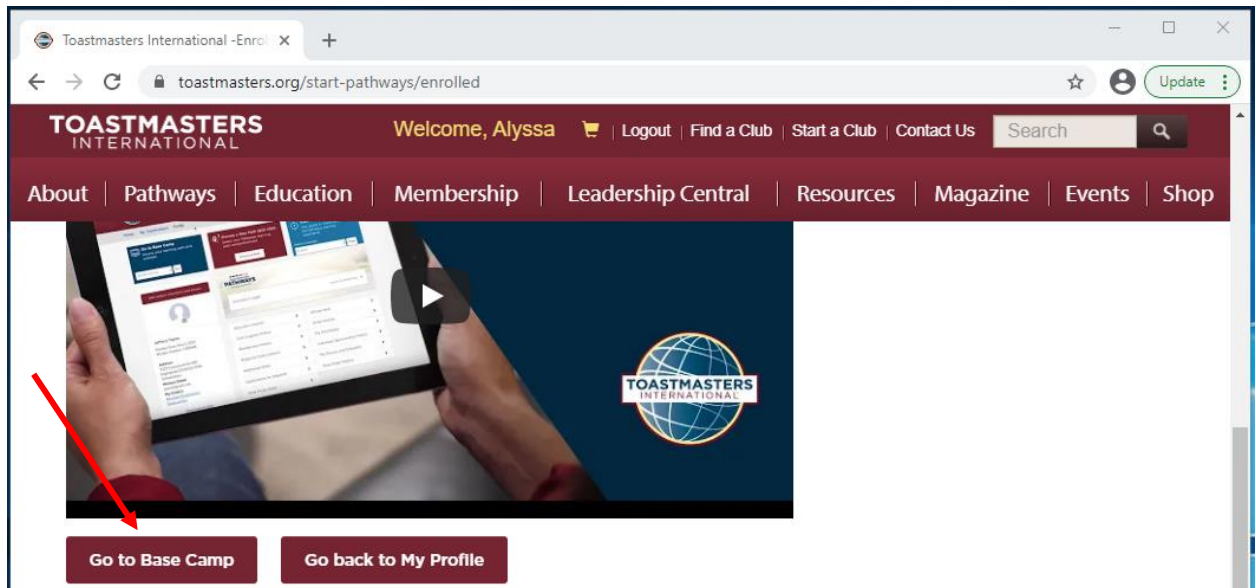 Toastmasters International -Enrol
toastmasters.org/start-pathways/enrolled
Update
TOASTMASTERS
INTERNATIONAL
Welcome, Alyssa | Logout | Find a Club | Start a Club | Contact Us
Search
About | Pathways | Education | Membership | Leadership Central | Resources | Magazine | Events | Shop
TOASTMASTERS
INTERNATIONAL
Go to Base Camp
Go back to My Profile